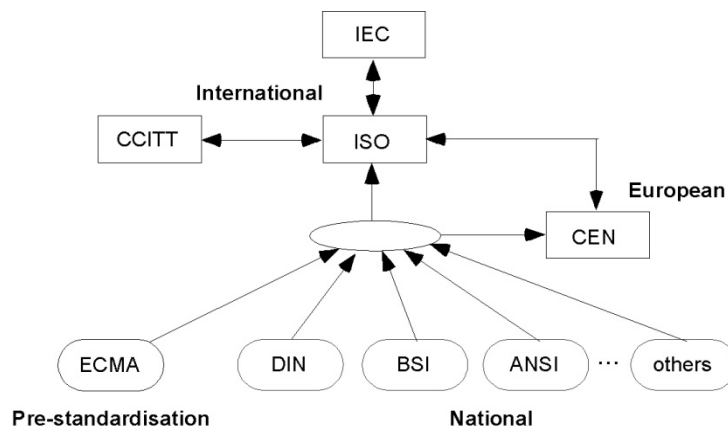 IEC
International
CCITT
ISO
European
CEN
ECMA
DIN
BSI
ANSI
...
others
Pre-standardisation
National